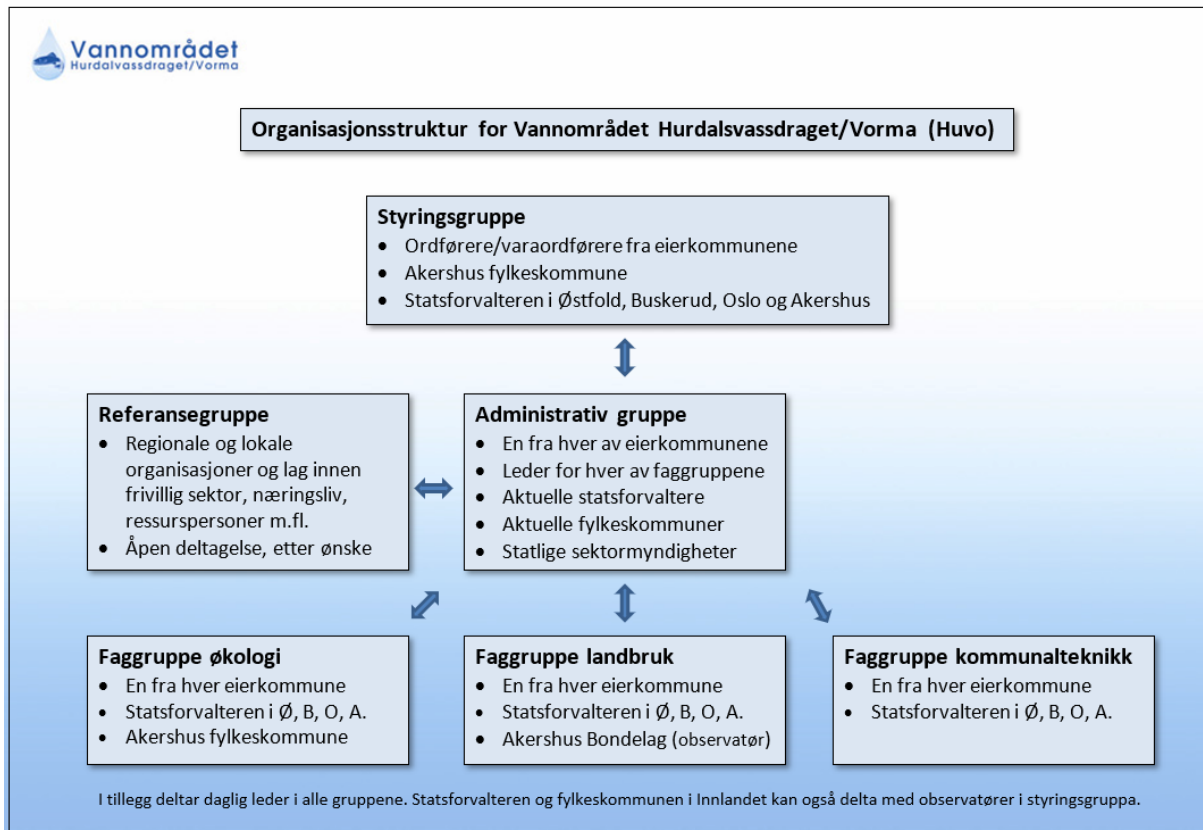 Vannområdet
Hurdalvassdraget/Vorma
Organisasjonsstruktur for Vannområdet Hurdalsvassdraget/Vorma (Huvo)
Styringsgruppe
• Ordførere/varaordførere fra eierkommunene
• Akershus fylkeskommune
• Statsforvalteren i Østfold, Buskerud, Oslo og Akershus
Referansegruppe
• Regionale og lokale
organisasjoner og lag innen
frivillig sektor, næringsliv,
ressurspersoner m.fl.
• Åpen deltagelse, etter ønske
Administrativ gruppe
• En fra hver av eierkommunene
• Leder for hver av faggruppene
• Aktuelle statsforvaltere
• Aktuelle fylkeskommuner
• Statlige sektormyndigheter
Faggruppe økologi
• En fra hver eierkommune
• Statsforvalteren i Ø, B, O, A.
• Akershus fylkeskommune
Faggruppe landbruk
• En fra hver eierkommune
• Statsforvalteren i Ø, B, O, A.
• Akershus Bondelag (observatør)
Faggruppe kommunalteknikk
• En fra hver eierkommune
• Statsforvalteren i Ø, B, O, A.
I tillegg deltar daglig leder i alle gruppene. Statsforvalteren og fylkeskommunen i Innlandet kan også delta med observatører i styringsgruppa.